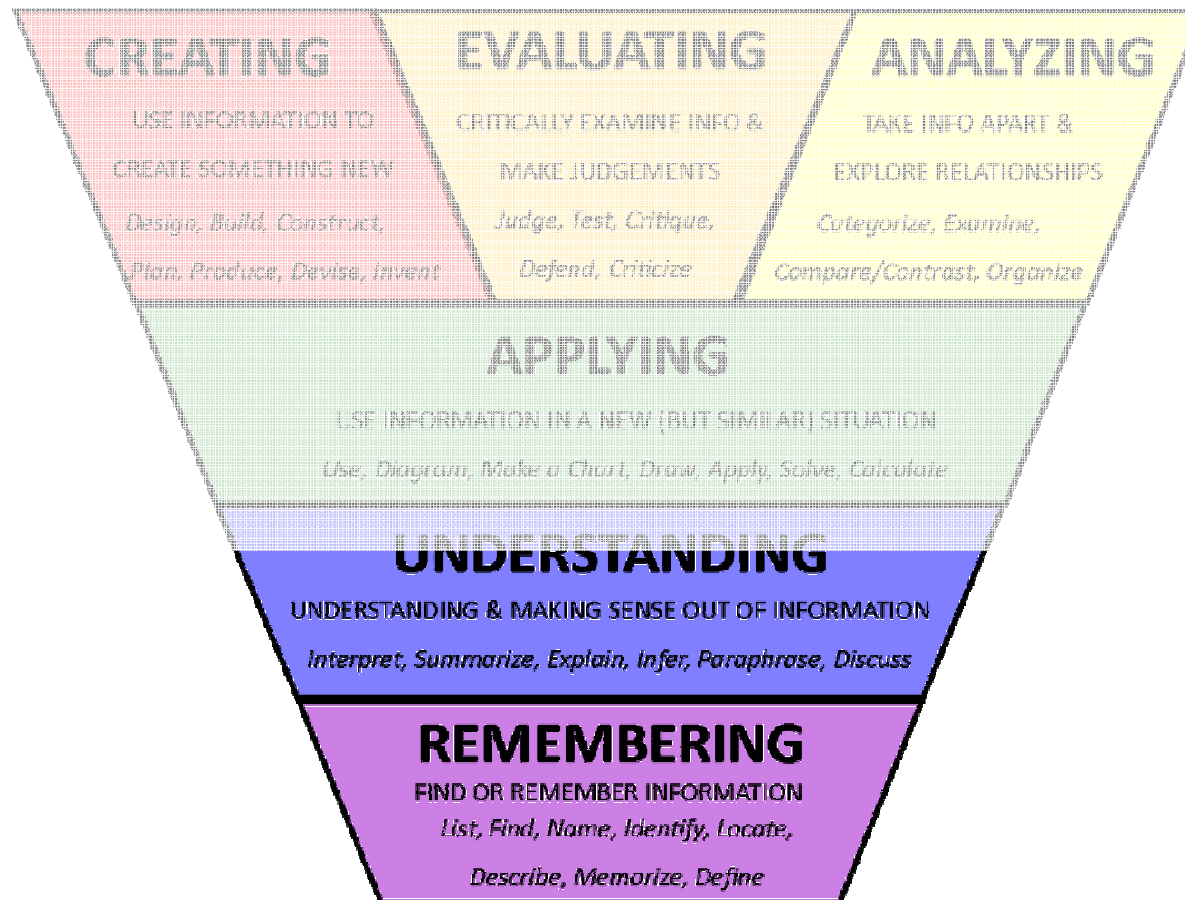 CREATING
USE INFORMATION TO
CREATE SOMETHING NEW
Design, Build, Construct,
Plan, Produce, Devise, Invent
EVALUATING
CRITICALLY EXAMINE INFO &
MAKE JUDGEMENTS
Judge, Test, Critique,
Defend, Criticize
ANALYZING
TAKE INFO APART &
EXPLORE RELATIONSHIPS
Categorize, Examine,
Compare/Contrast, Organize
APPLYING
USE INFORMATION IN A NEW (BUT SIMILAR) SITUATION
Use, Diagram, Make a Chart, Draw, Apply, Solve, Calculate
UNDERSTANDING
UNDERSTANDING & MAKING SENSE OUT OF INFORMATION
Interpret, Summarize, Explain, Infer, Paraphrase, Discuss
REMEMBERING
FIND OR REMEMBER INFORMATION
List, Find, Name, Identify, Locate,
Describe, Memorize, Define